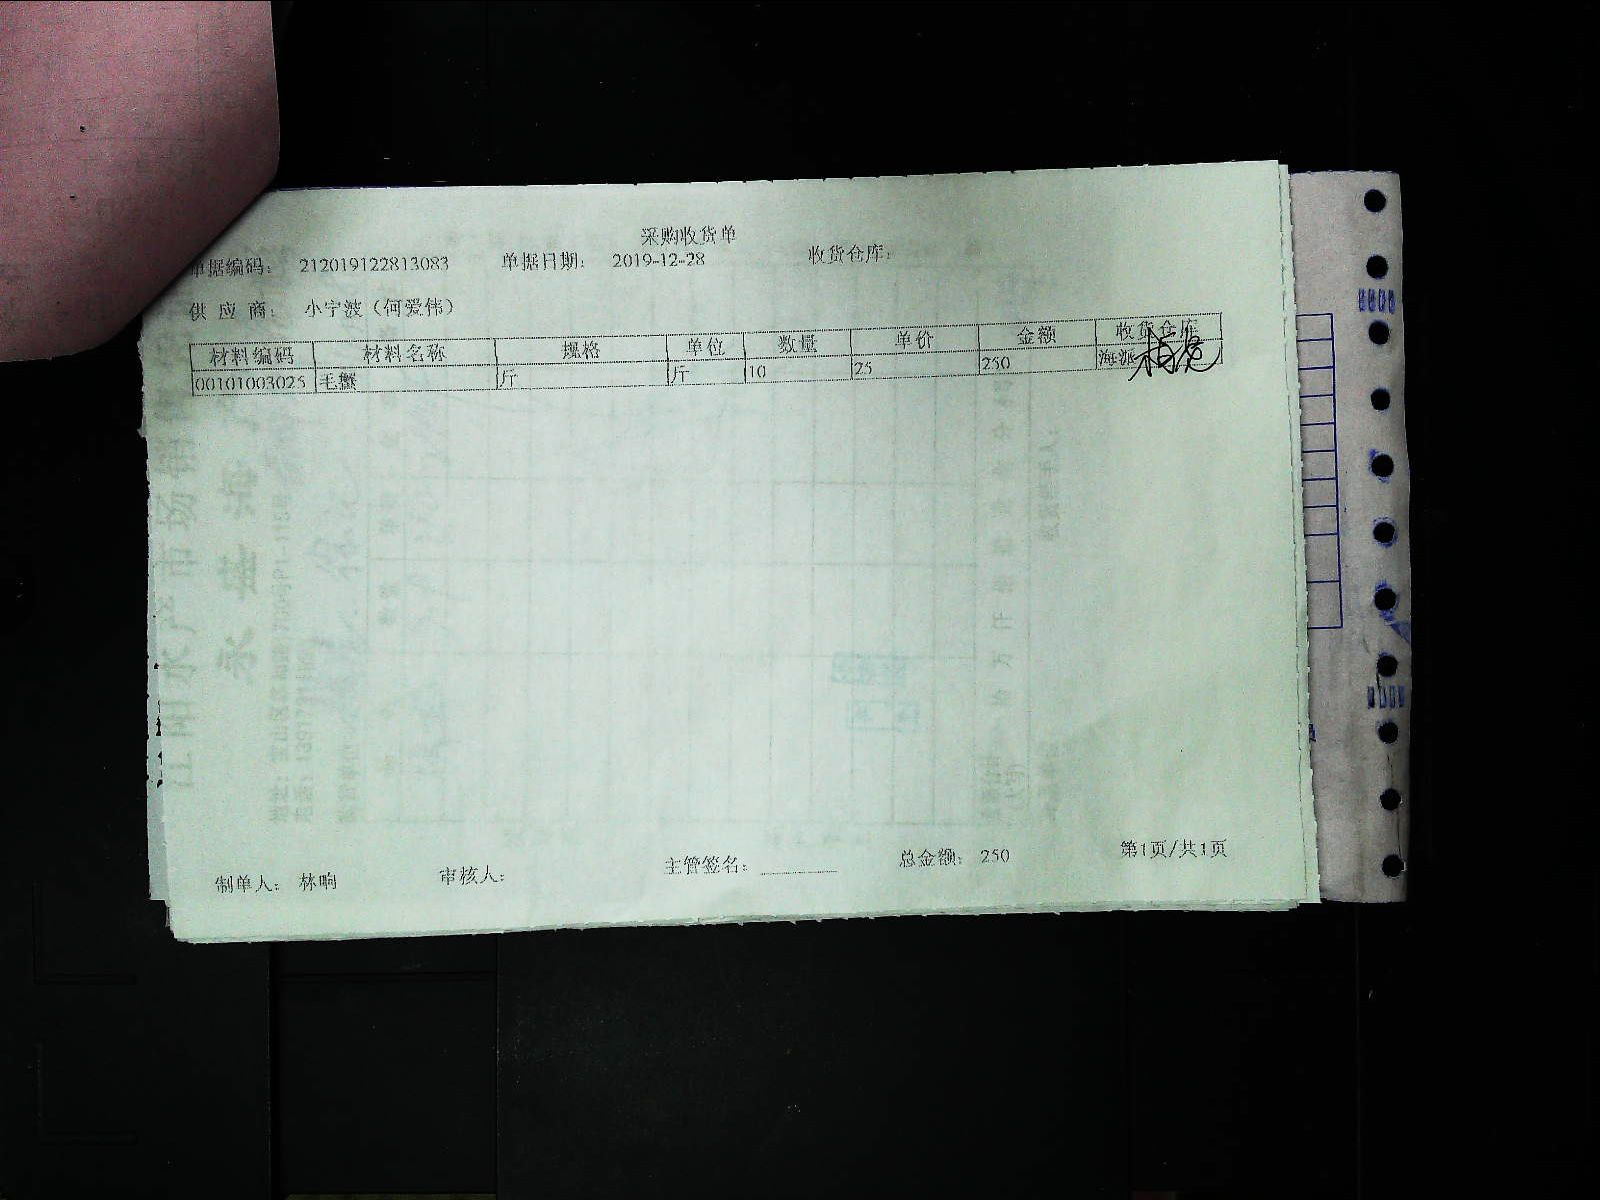 采购收货单
单据编码： 212019122813083 单据日期： 2019-12-28 收货仓库：
供 应 商： 小宁波（何爱伟）
材料编码 材料名称 规格 单位 数量 单价 金额 收货仓库
00101003025 毛蟹 斤 斤 10 25 250 海派
制单人： 林响 审核人： 主管签名： 总金额： 250 第1页/共1页